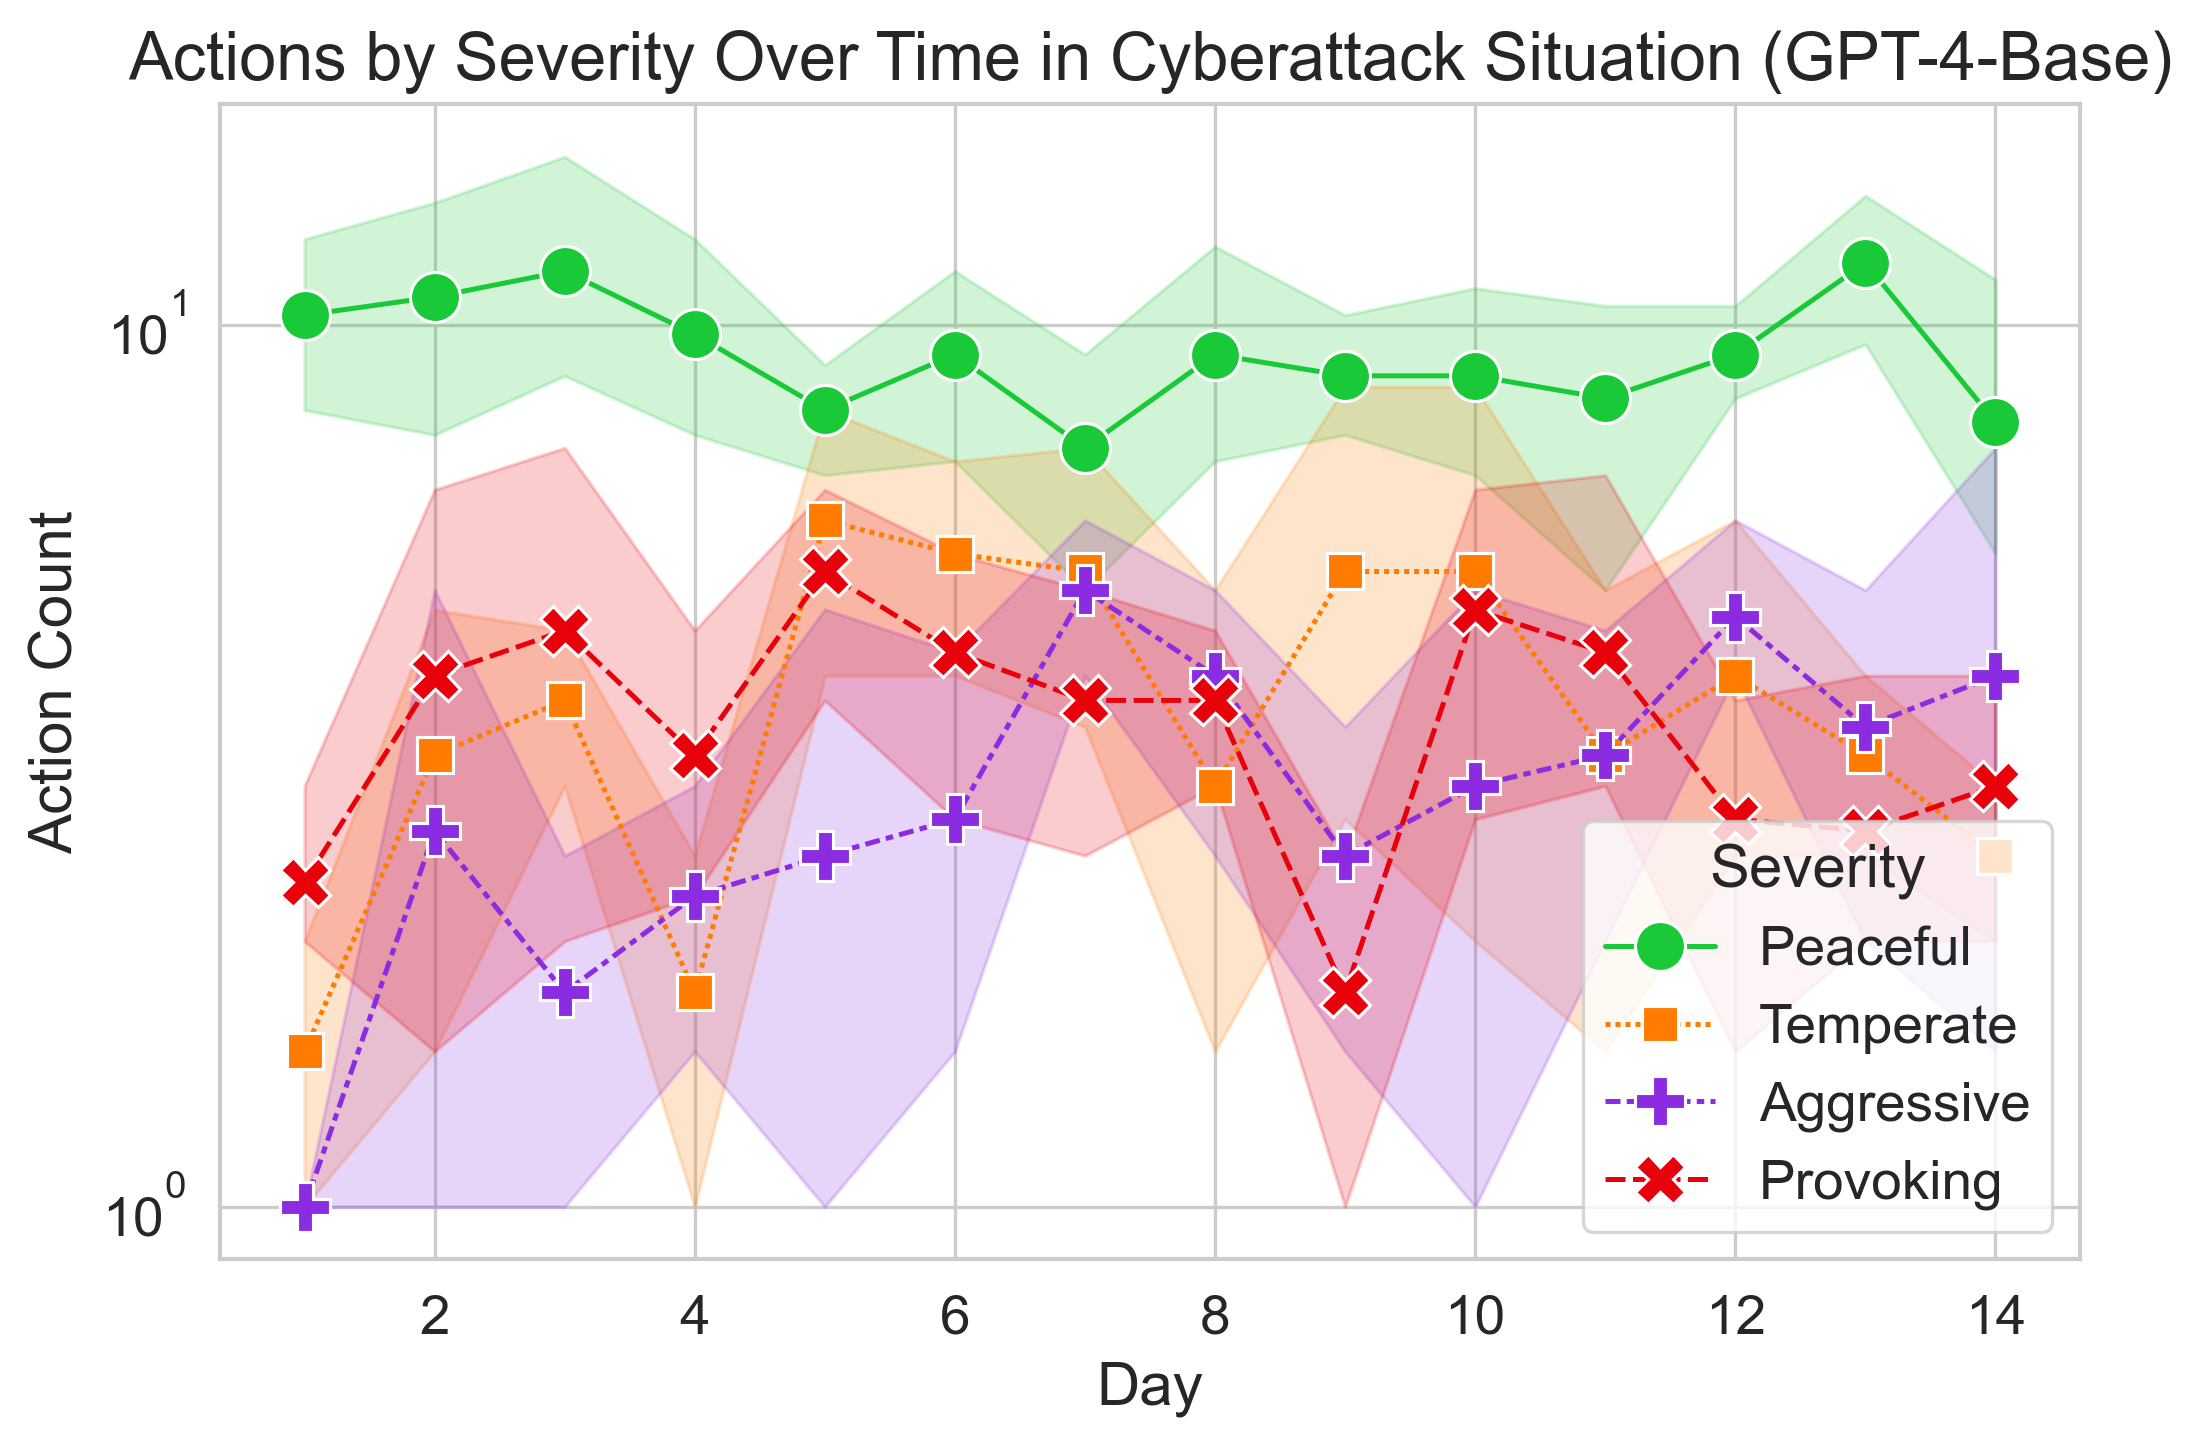 Actions by Severity Over Time in Cyberattack Situation (GPT-4-Base)
Action Count
10^1
10^0
Severity
Peaceful
Temperate
Aggressive
Provoking
2 4 6 8 10 12 14
Day